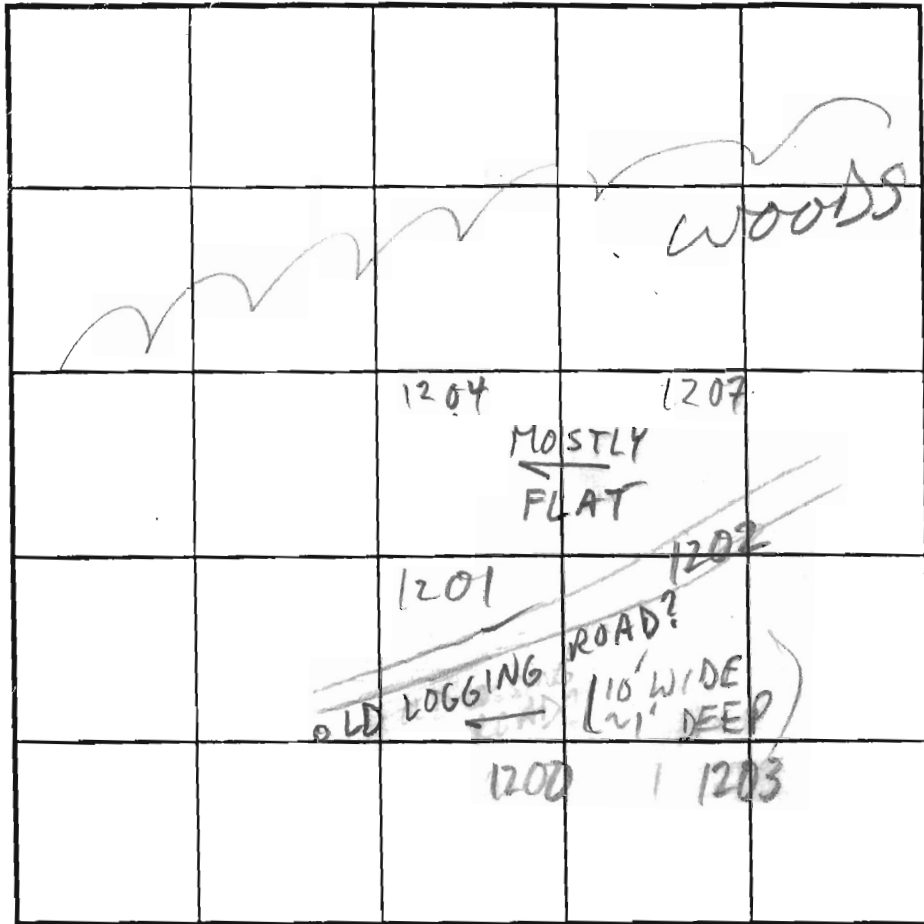 WOODS
1204 1207
MOSTLY
FLAT
1202
1201
OLD LOGGING ROAD?
(10' WIDE
~1' DEEP)
1200 1203